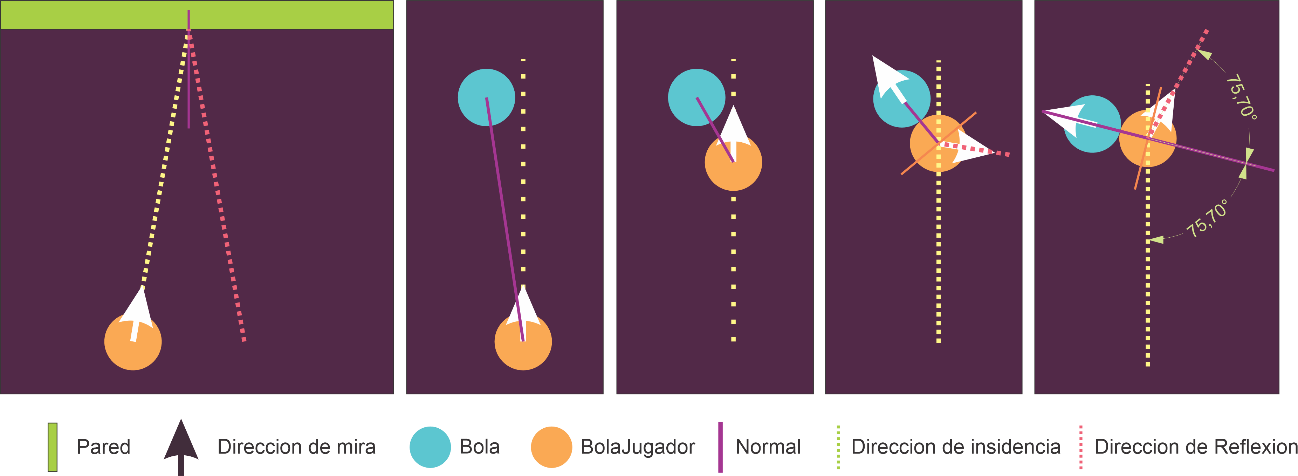 75,70°
75,70°
Pared
Direccion de mira
Bola
BolaJugador
Normal
Direccion de insidencia
Direccion de Reflexion